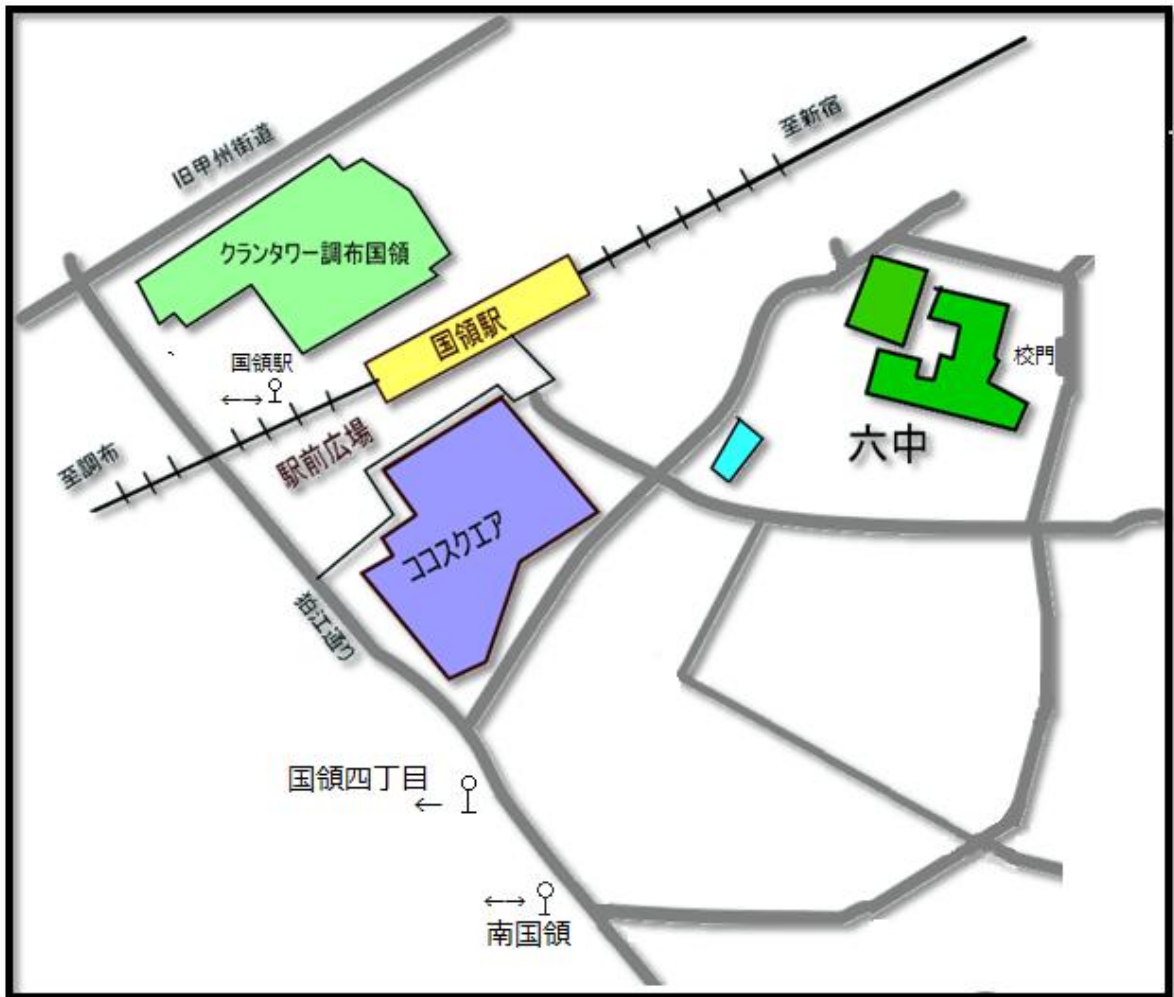 旧甲州街道
至新宿
クランタワー調布国領
国領駅
校門
国領駅
←→
六中
至調布
駅前広場
ココスクエア
狛江通り
国領四丁目
←
←→
南国領